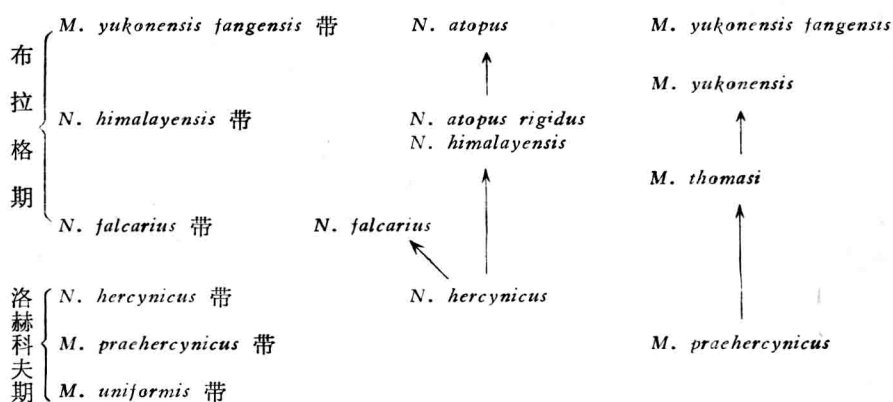 布拉格期
M. yukonensis fangensis 带 N. atopus M. yukonensis fangensis
M. yukonensis
N. himalayensis 带 N. atopus rigidus
N. himalayensis
M. thomasi
N. falcarius 带 N. falcarius
洛赫科夫期
N. hercynicus 带 N. hercynicus
M. praehercynicus 带 M. praehercynicus
M. uniformis 带